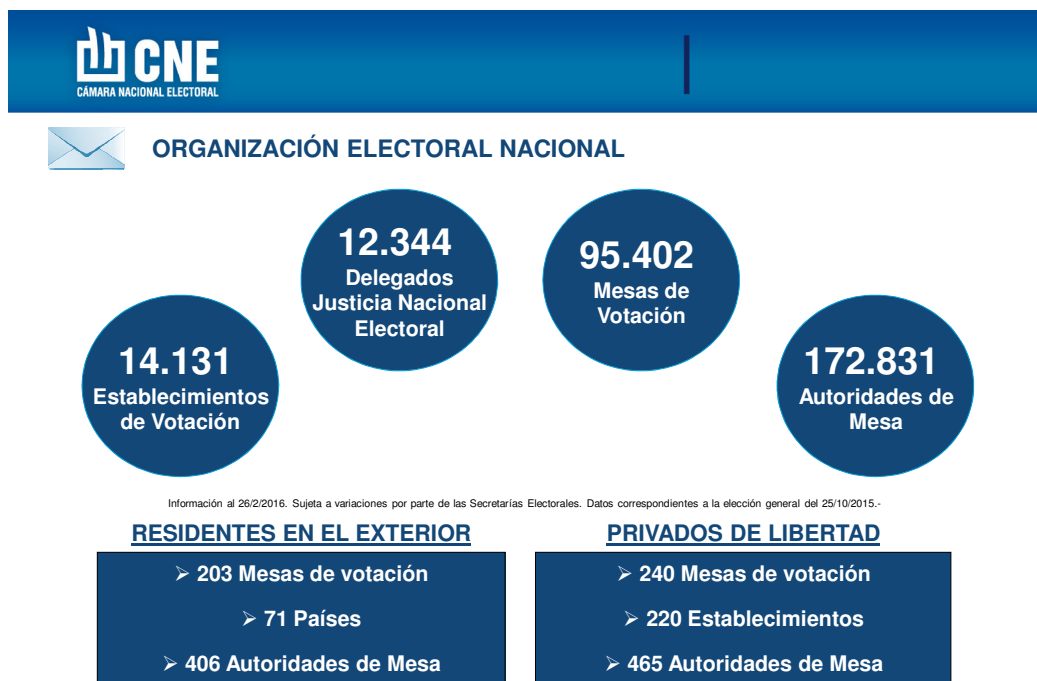 CNE
CÁMARA NACIONAL ELECTORAL
ORGANIZACIÓN ELECTORAL NACIONAL
14.131
Establecimientos
de Votación
12.344
Delegados
Justicia Nacional
Electoral
95.402
Mesas de
Votación
172.831
Autoridades de
Mesa
Información al 26/2/2016. Sujeta a variaciones por parte de las Secretarías Electorales. Datos correspondientes a la elección general del 25/10/2015.-
RESIDENTES EN EL EXTERIOR
➢ 203 Mesas de votación
➢ 71 Países
➢ 406 Autoridades de Mesa
PRIVADOS DE LIBERTAD
➢ 240 Mesas de votación
➢ 220 Establecimientos
➢ 465 Autoridades de Mesa